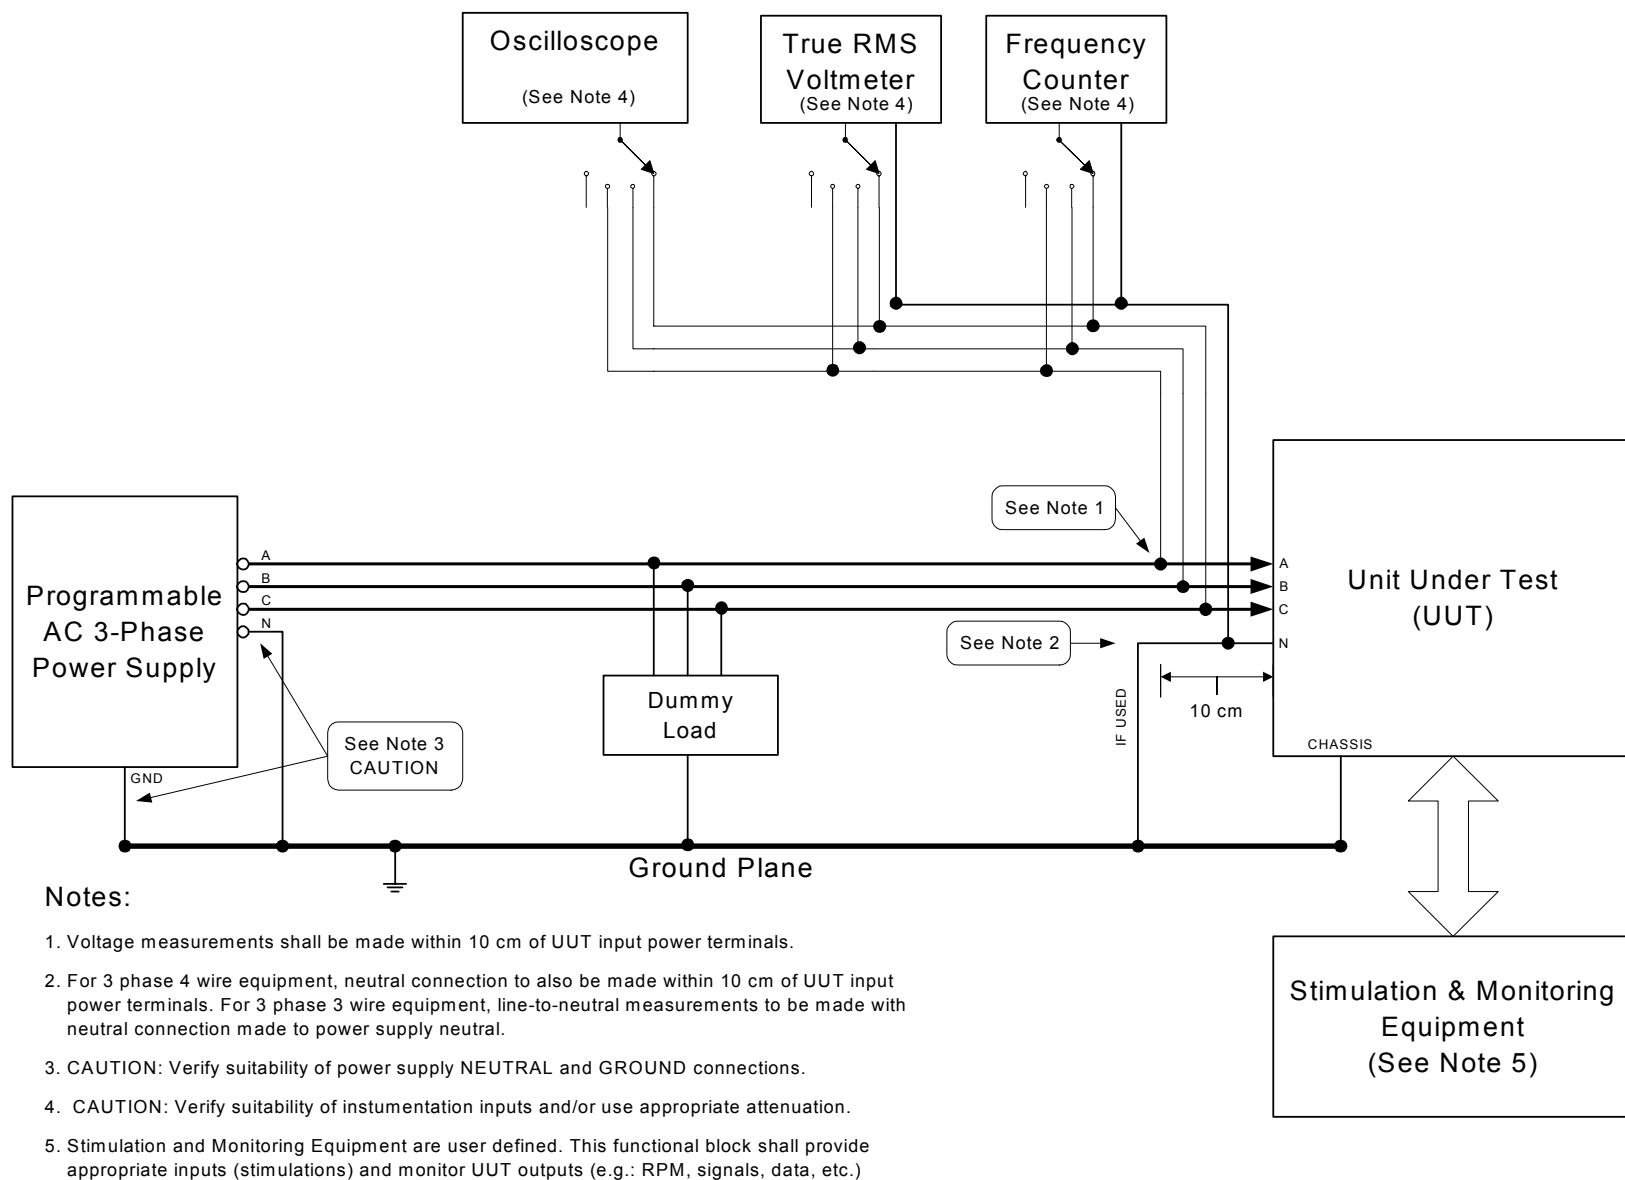 Oscilloscope
(See Note 4)
True RMS
Voltmeter
(See Note 4)
Frequency
Counter
(See Note 4)
See Note 1
Programmable
AC 3-Phase
Power Supply
A
B
C
N
GND
See Note 3
CAUTION
Dummy
Load
See Note 2
IF USED
10 cm
A
B
C
N
Unit Under Test
(UUT)
CHASSIS
Ground Plane
Stimulation & Monitoring
Equipment
(See Note 5)
Notes:
1. Voltage measurements shall be made within 10 cm of UUT input power terminals.
2. For 3 phase 4 wire equipment, neutral connection to also be made within 10 cm of UUT input
power terminals. For 3 phase 3 wire equipment, line-to-neutral measurements to be made with
neutral connection made to power supply neutral.
3. CAUTION: Verify suitability of power supply NEUTRAL and GROUND connections.
4. CAUTION: Verify suitability of instumentation inputs and/or use appropriate attenuation.
5. Stimulation and Monitoring Equipment are user defined. This functional block shall provide
appropriate inputs (stimulations) and monitor UUT outputs (e.g.: RPM, signals, data, etc.)